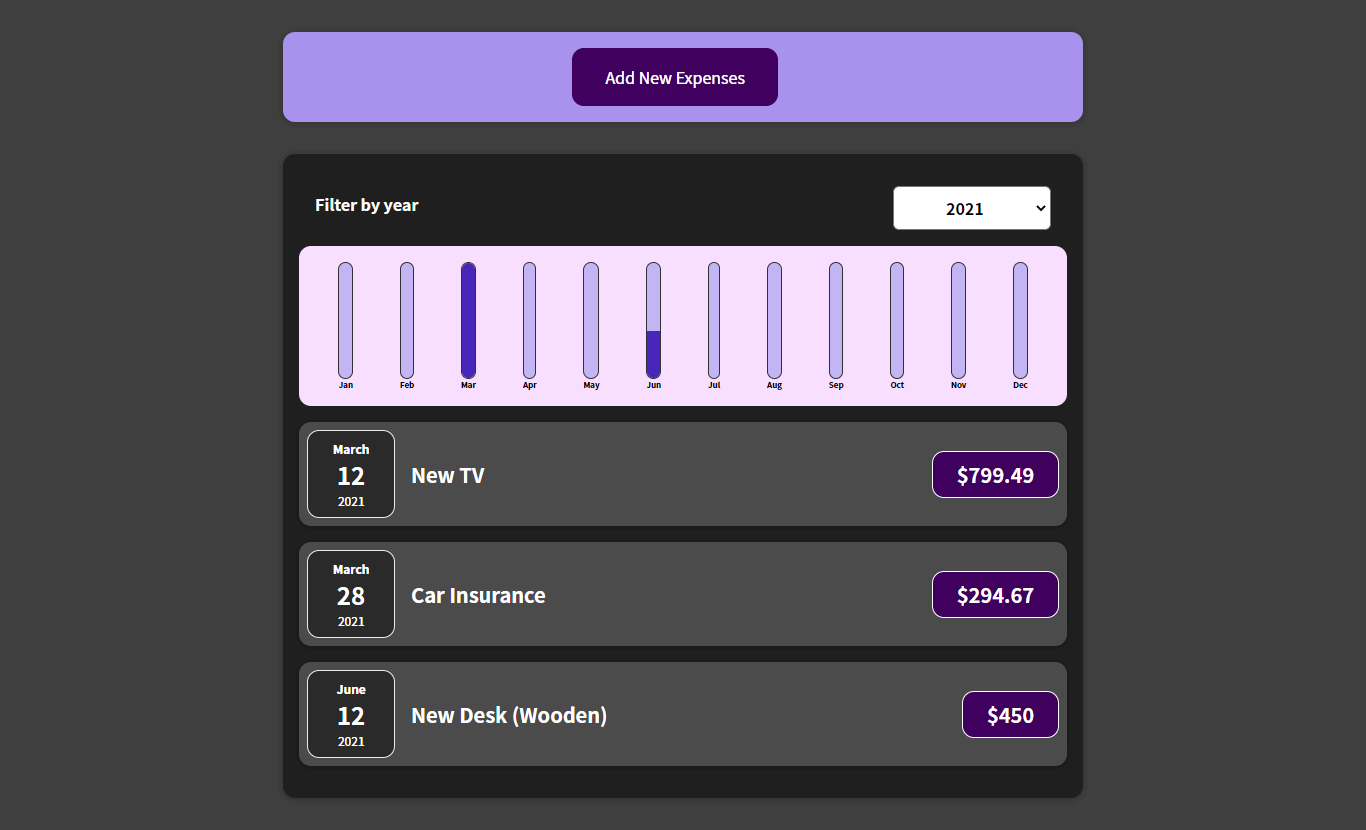 Add New Expenses
Filter by year
2021
Jan Feb Mar Apr May Jun Jul Aug Sep Oct Nov Dec
March
12
2021
New TV
$799.49
March
28
2021
Car Insurance
$294.67
June
12
2021
New Desk (Wooden)
$450